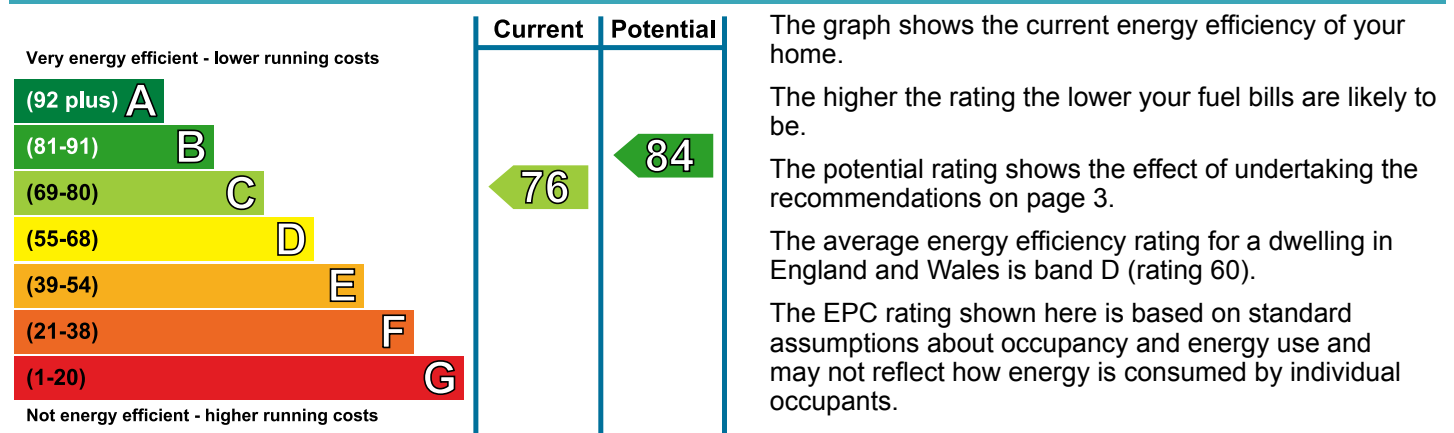 Current Potential
Very energy efficient - lower running costs
(92 plus) A
(81-91) B
(69-80) C
(55-68) D
(39-54) E
(21-38) F
(1-20) G
Not energy efficient - higher running costs
76
84
The graph shows the current energy efficiency of your
home.
The higher the rating the lower your fuel bills are likely to
be.
The potential rating shows the effect of undertaking the
recommendations on page 3.
The average energy efficiency rating for a dwelling in
England and Wales is band D (rating 60).
The EPC rating shown here is based on standard
assumptions about occupancy and energy use and
may not reflect how energy is consumed by individual
occupants.